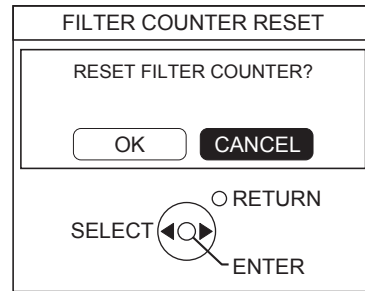 FILTER COUNTER RESET
RESET FILTER COUNTER?
OK CANCEL
RETURN
SELECT
ENTER